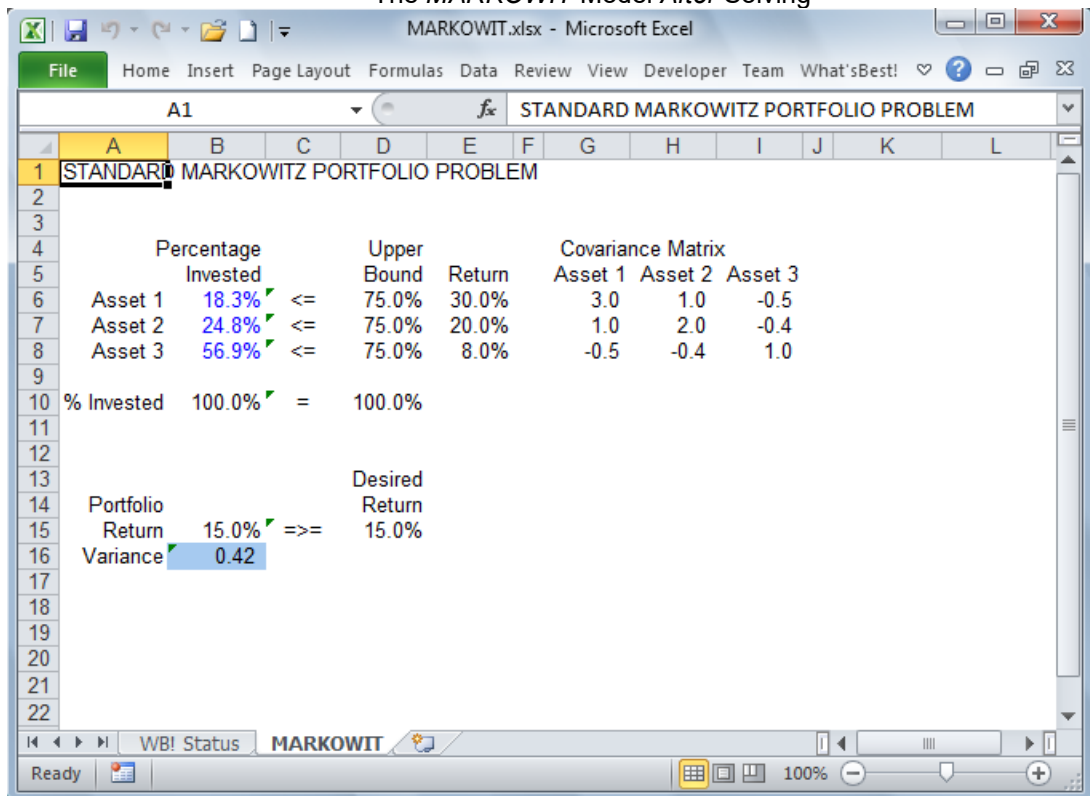 The MARKOWIT Model After Solving
MARKOWIT.xlsx - Microsoft Excel
File Home Insert Page Layout Formulas Data Review View Developer Team What'sBest!
A1 fx STANDARD MARKOWITZ PORTFOLIO PROBLEM
A B C D E F G H I J K L
1 STANDARD MARKOWITZ PORTFOLIO PROBLEM
2
3
4 Percentage Upper Covariance Matrix
5 Invested Bound Return Asset 1 Asset 2 Asset 3
6 Asset 1 18.3% <= 75.0% 30.0% 3.0 1.0 -0.5
7 Asset 2 24.8% <= 75.0% 20.0% 1.0 2.0 -0.4
8 Asset 3 56.9% <= 75.0% 8.0% -0.5 -0.4 1.0
9
10 % Invested 100.0% = 100.0%
11
12
13 Desired
14 Portfolio Return
15 Return 15.0% =>= 15.0%
16 Variance 0.42
17
18
19
20
21
22
WB! Status MARKOWIT
Ready 100%